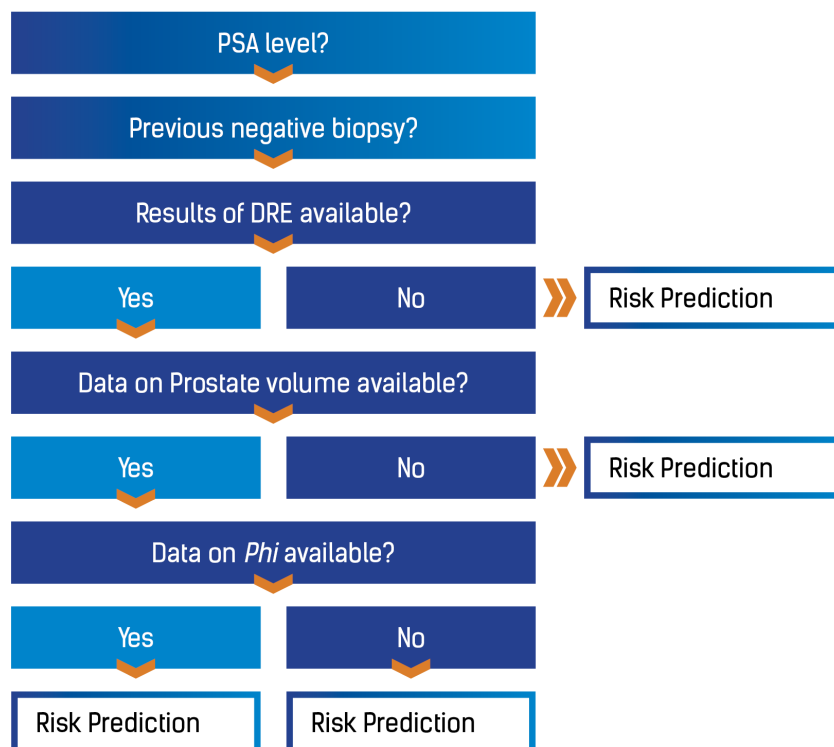 PSA level?
Previous negative biopsy?
Results of DRE available?
Yes
No
Risk Prediction
Data on Prostate volume available?
Yes
No
Risk Prediction
Data on Phi available?
Yes
No
Risk Prediction
Risk Prediction